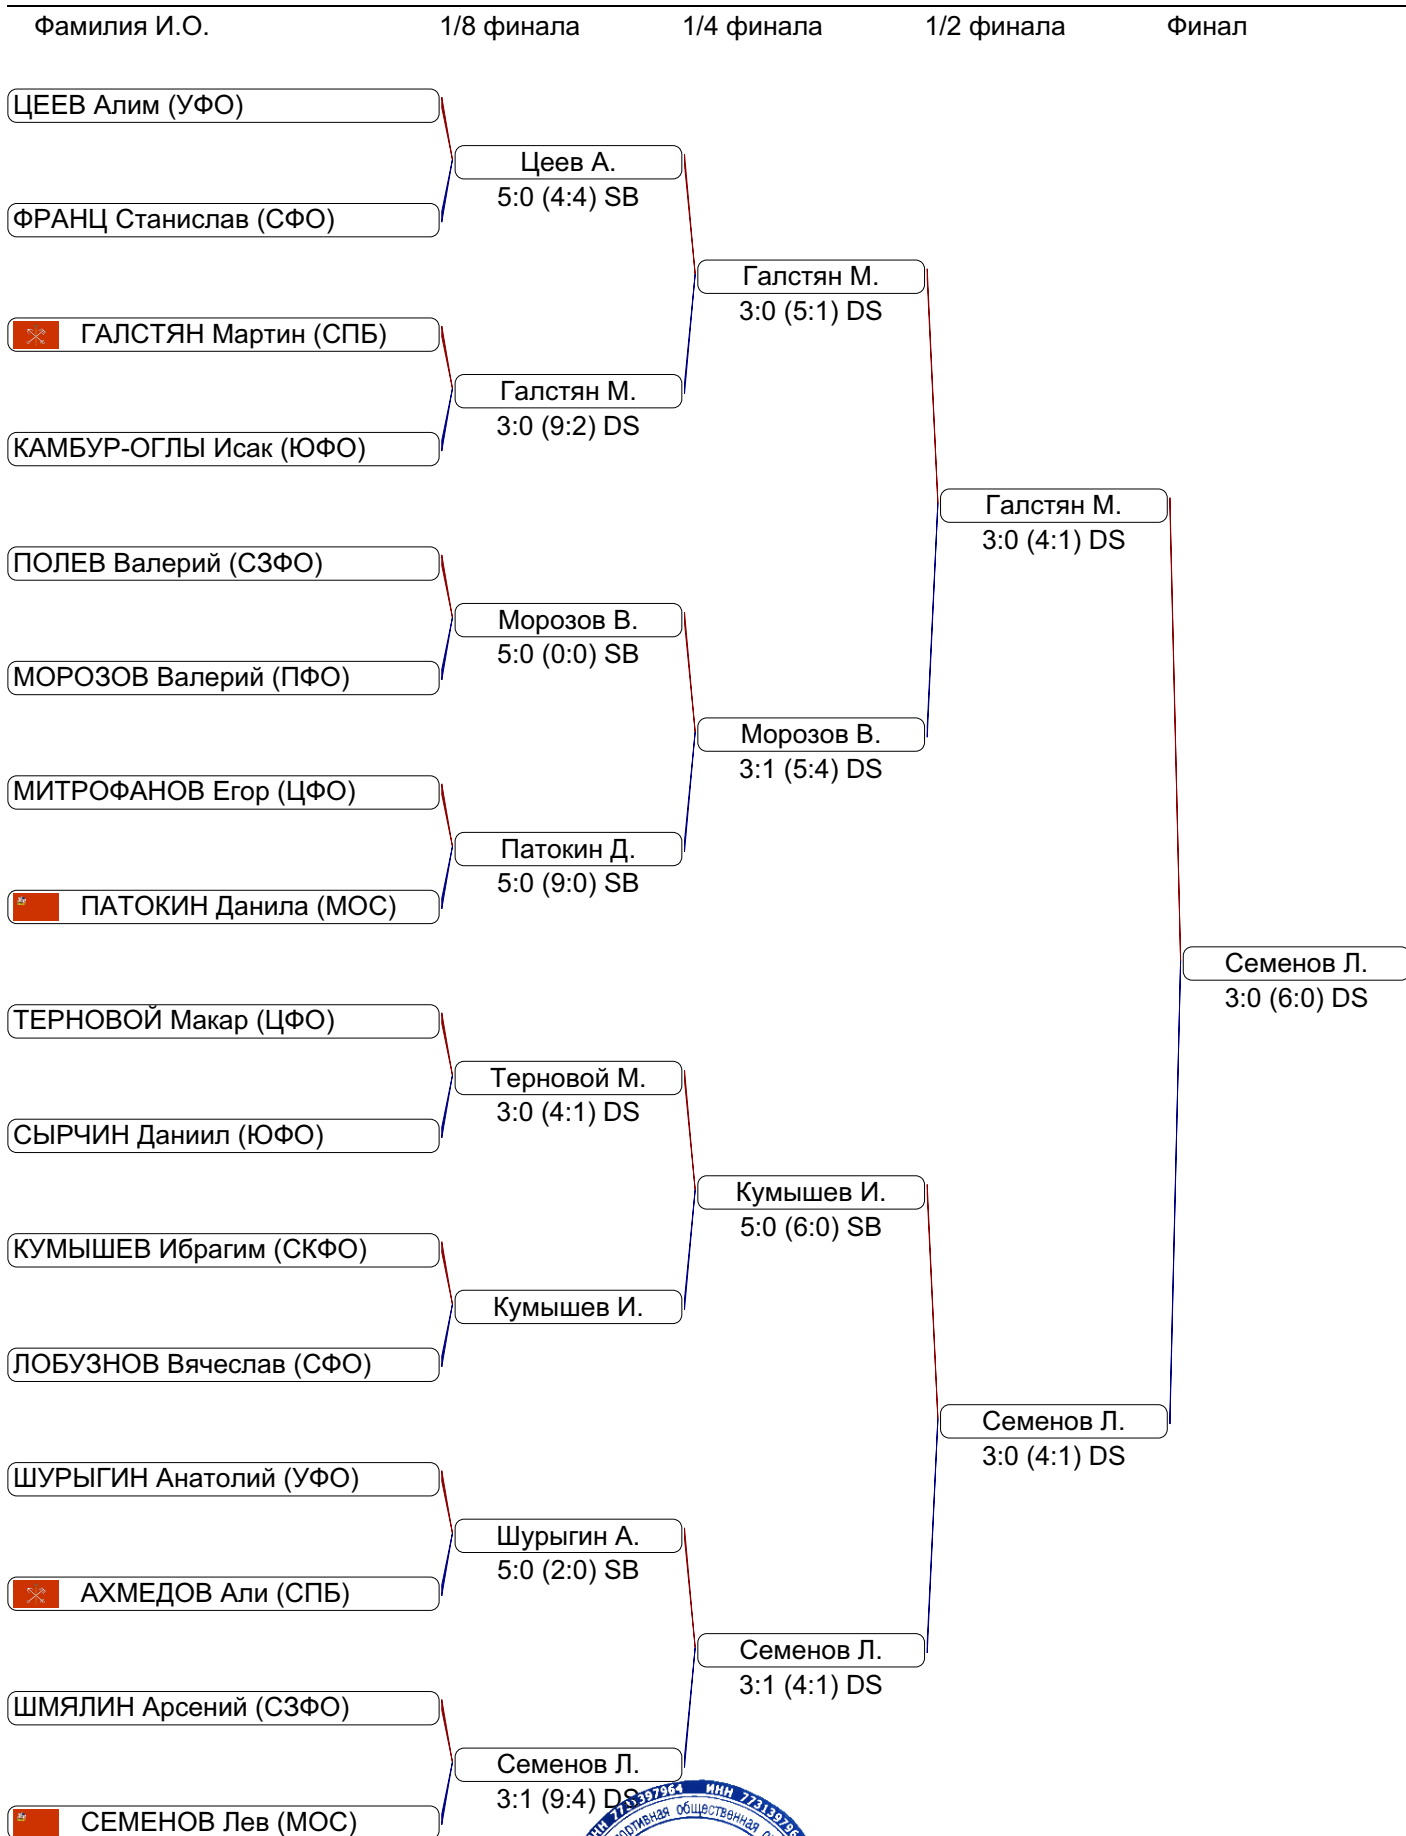 Фамилия И.О. 1/8 финала 1/4 финала 1/2 финала Финал
ЦЕЕВ Алим (УФО)
Цеев А.
5:0 (4:4) SB
ФРАНЦ Станислав (СФО)
Галстян М.
3:0 (5:1) DS
ГАЛСТЯН Мартин (СПБ)
Галстян М.
3:0 (9:2) DS
КАМБУР-ОГЛЫ Исак (ЮФО)
Галстян М.
3:0 (4:1) DS
ПОЛЕВ Валерий (СЗФО)
Морозов В.
5:0 (0:0) SB
МОРОЗОВ Валерий (ПФО)
Морозов В.
3:1 (5:4) DS
МИТРОФАНОВ Егор (ЦФО)
Патокин Д.
5:0 (9:0) SB
ПАТОКИН Данила (МОС)
Семенов Л.
3:0 (6:0) DS
ТЕРНОВОЙ Макар (ЦФО)
Терновой М.
3:0 (4:1) DS
СЫРЧИН Даниил (ЮФО)
Кумышев И.
5:0 (6:0) SB
КУМЫШЕВ Ибрагим (СКФО)
Кумышев И.
ЛОБУЗНОВ Вячеслав (СФО)
Семенов Л.
3:0 (4:1) DS
ШУРЫГИН Анатолий (УФО)
Шурыгин А.
5:0 (2:0) SB
АХМЕДОВ Али (СПБ)
Семенов Л.
3:1 (4:1) DS
ШМЯЛИН Арсений (СЗФО)
Семенов Л.
3:1 (9:4) DS
СЕМЕНОВ Лев (МОС)
ИНН
общественная